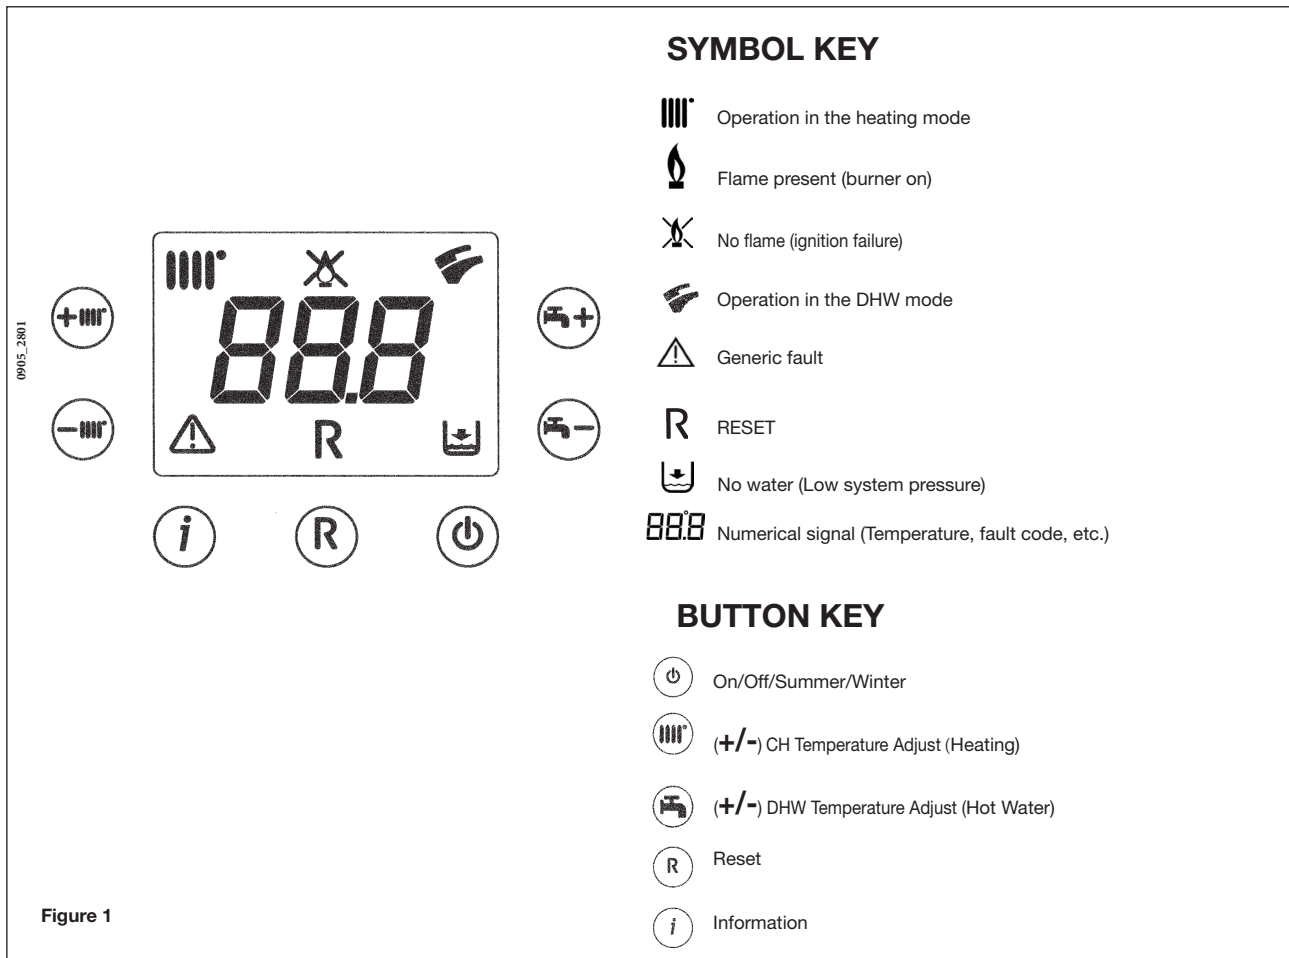 SYMBOL KEY
Operation in the heating mode
Flame present (burner on)
No flame (ignition failure)
Operation in the DHW mode
Generic fault
R RESET
No water (Low system pressure)
88.8 Numerical signal (Temperature, fault code, etc.)
0905_2801
+
88.8
+
-
R
-
i R
BUTTON KEY
On/Off/Summer/Winter
(+/-) CH Temperature Adjust (Heating)
(+/-) DHW Temperature Adjust (Hot Water)
R Reset
i Information
Figure 1